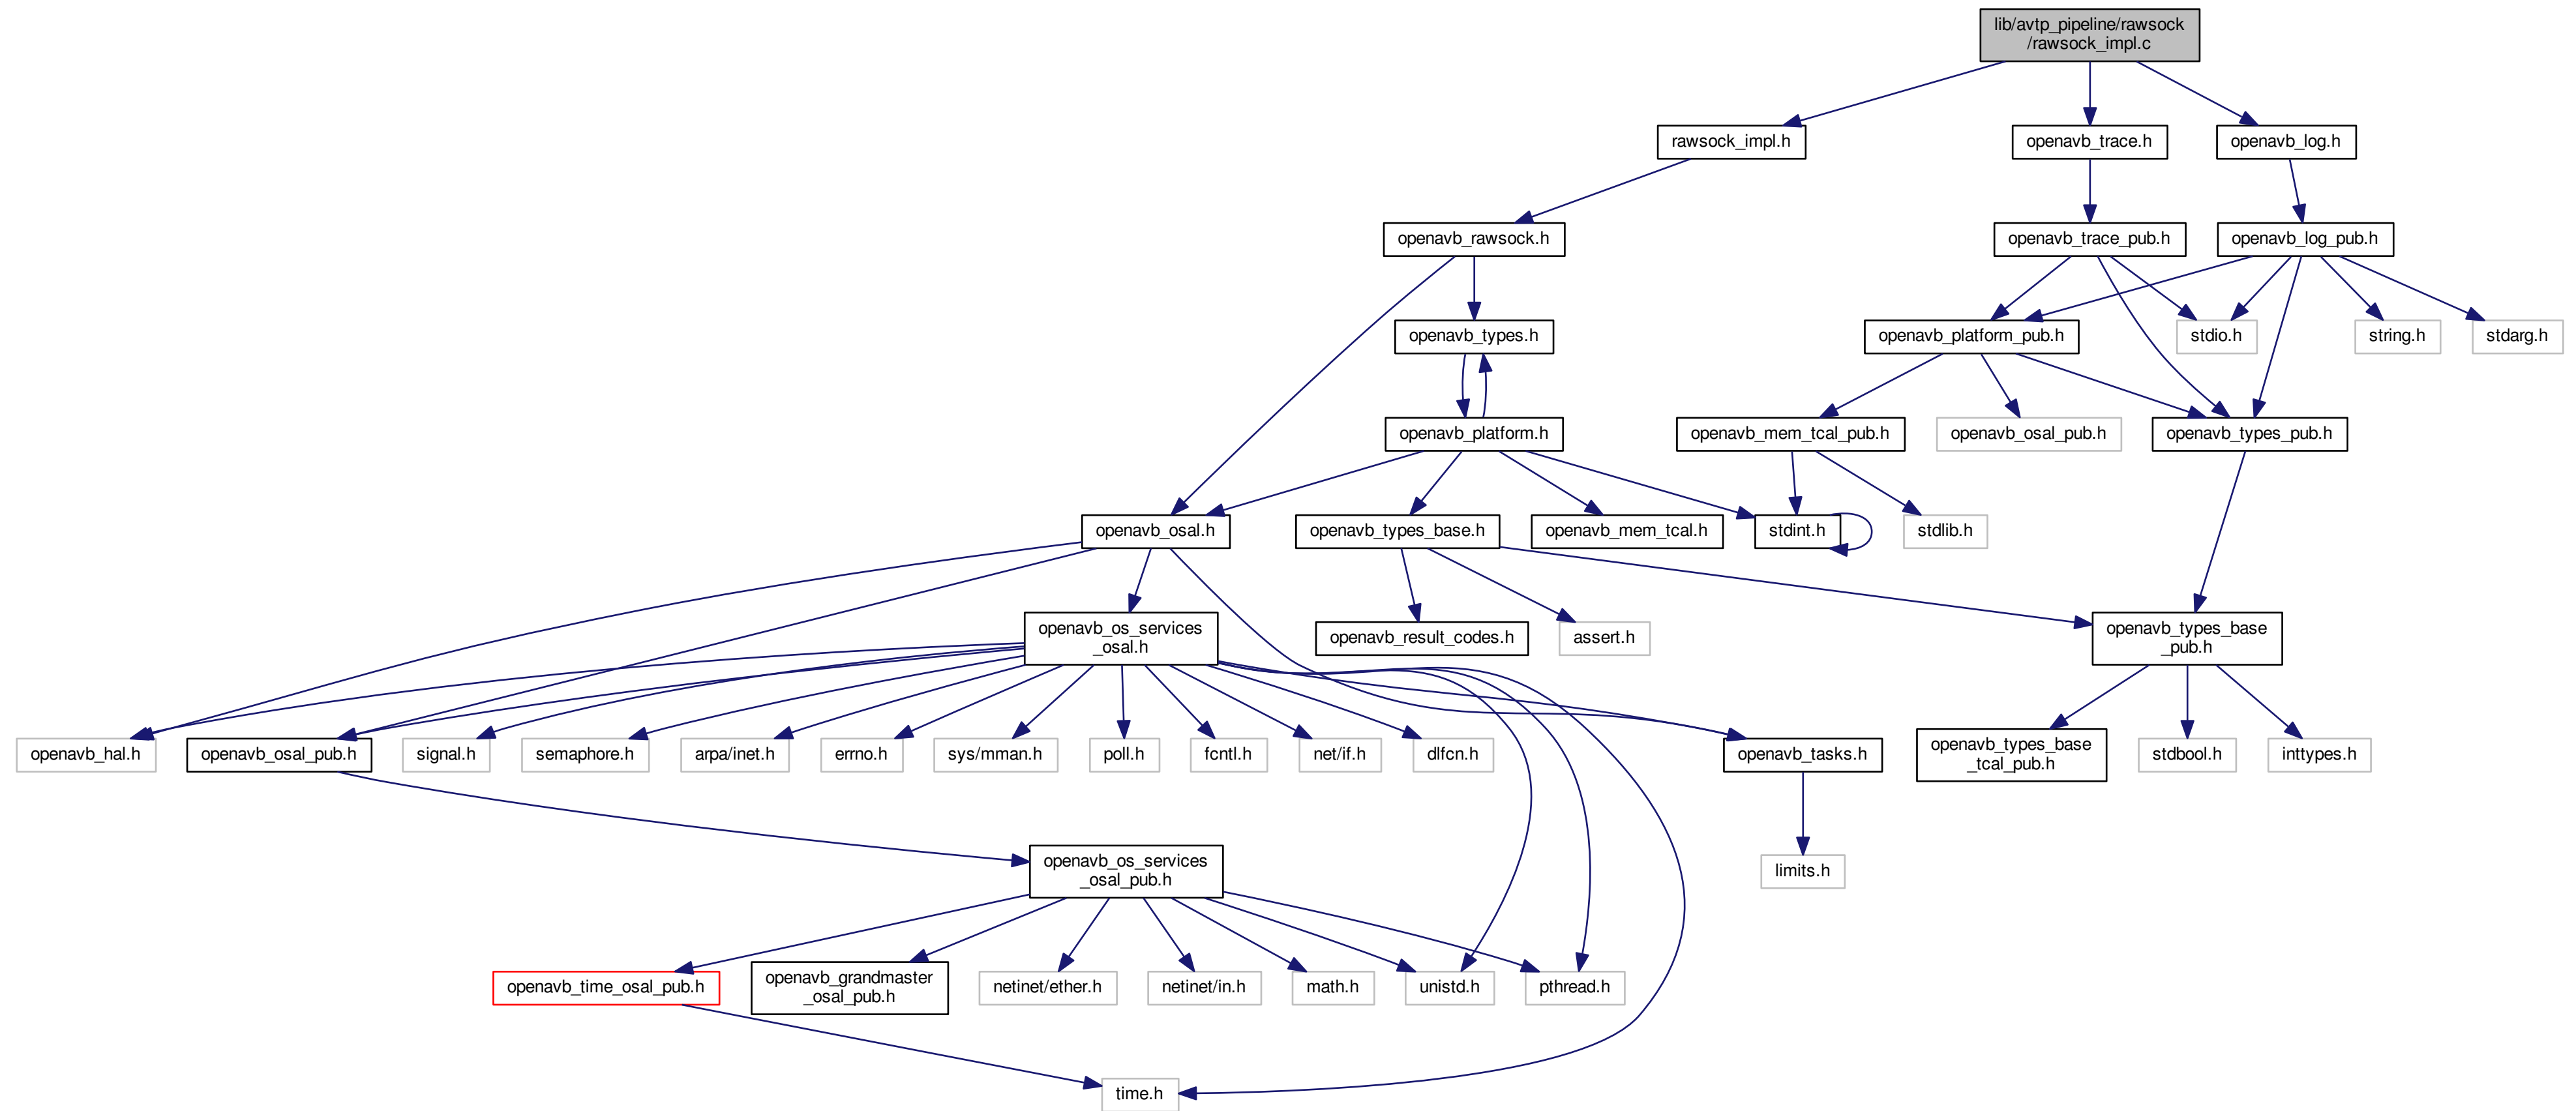 lib/avtp_pipeline/rawsock
/rawsock_impl.c
rawsock_impl.h
openavb_trace.h
openavb_log.h
openavb_rawsock.h
openavb_trace_pub.h
openavb_log_pub.h
openavb_types.h
openavb_platform_pub.h
stdio.h
string.h
stdarg.h
openavb_platform.h
openavb_mem_tcal_pub.h
openavb_osal_pub.h
openavb_types_pub.h
openavb_osal.h
openavb_types_base.h
openavb_mem_tcal.h
stdint.h
stdlib.h
openavb_os_services
_osal.h
openavb_result_codes.h
assert.h
openavb_types_base
_pub.h
openavb_hal.h
openavb_osal_pub.h
signal.h
semaphore.h
arpa/inet.h
errno.h
sys/mman.h
poll.h
fcntl.h
net/if.h
dlfcn.h
openavb_tasks.h
openavb_types_base
_tcal_pub.h
stdbool.h
inttypes.h
openavb_os_services
_osal_pub.h
limits.h
openavb_time_osal_pub.h
openavb_grandmaster
_osal_pub.h
netinet/ether.h
netinet/in.h
math.h
unistd.h
pthread.h
time.h